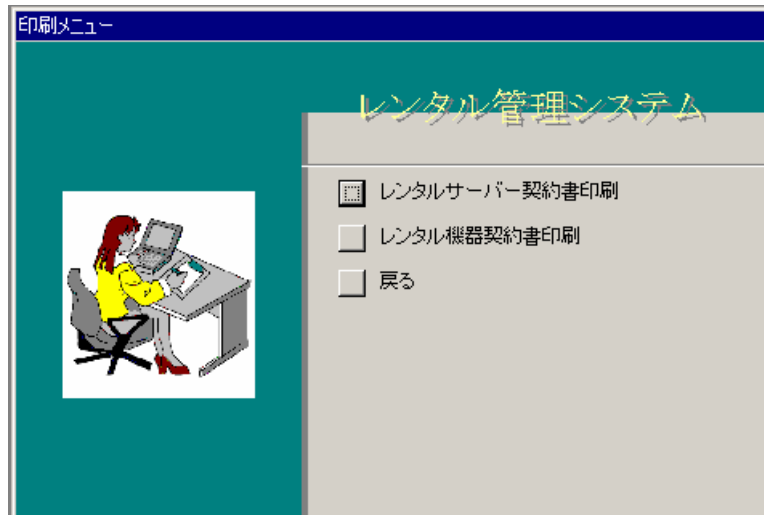 印刷メニュー
レンタル管理システム
レンタルサーバー契約書印刷
レンタル機器契約書印刷
戻る